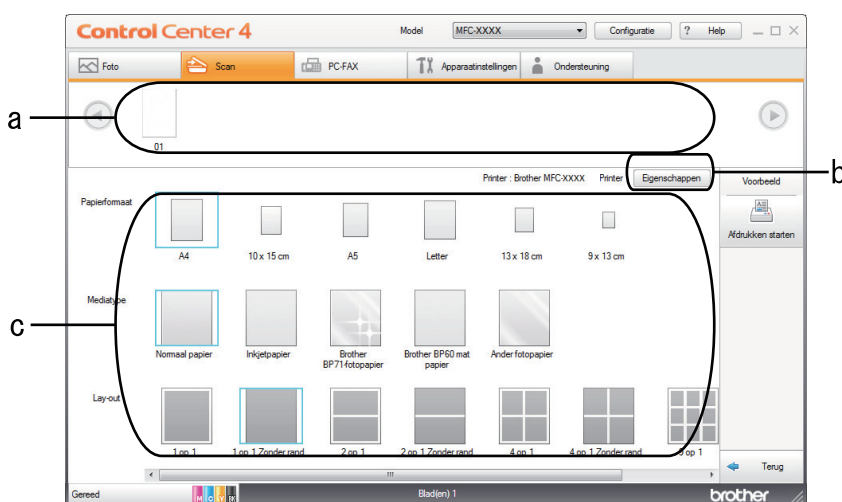 Control Center 4
Model MFC-XXXX Configuratie ? Help
Foto Scan PC-FAX Apparaatinstellingen Ondersteuning
a
01
Printer : Brother MFC-XXXX Printer Eigenschappen
b
Voorbeeld
Afdrukken starten
Papierformaat
A4 10 x 15 cm A5 Letter 13 x 18 cm 9 x 13 cm
Mediatype
c
Normaal papier Inkjetpapier Brother BP71-fotopapier Brother BP60 mat papier Ander fotopapier
Lay-out
1 op 1 1 op 1 Zonder rand 2 op 1 2 op 1 Zonder rand 4 op 1 4 op 1 Zonder rand 9 op 1
Terug
Gereed M C Y BK Blad(en) 1 brother